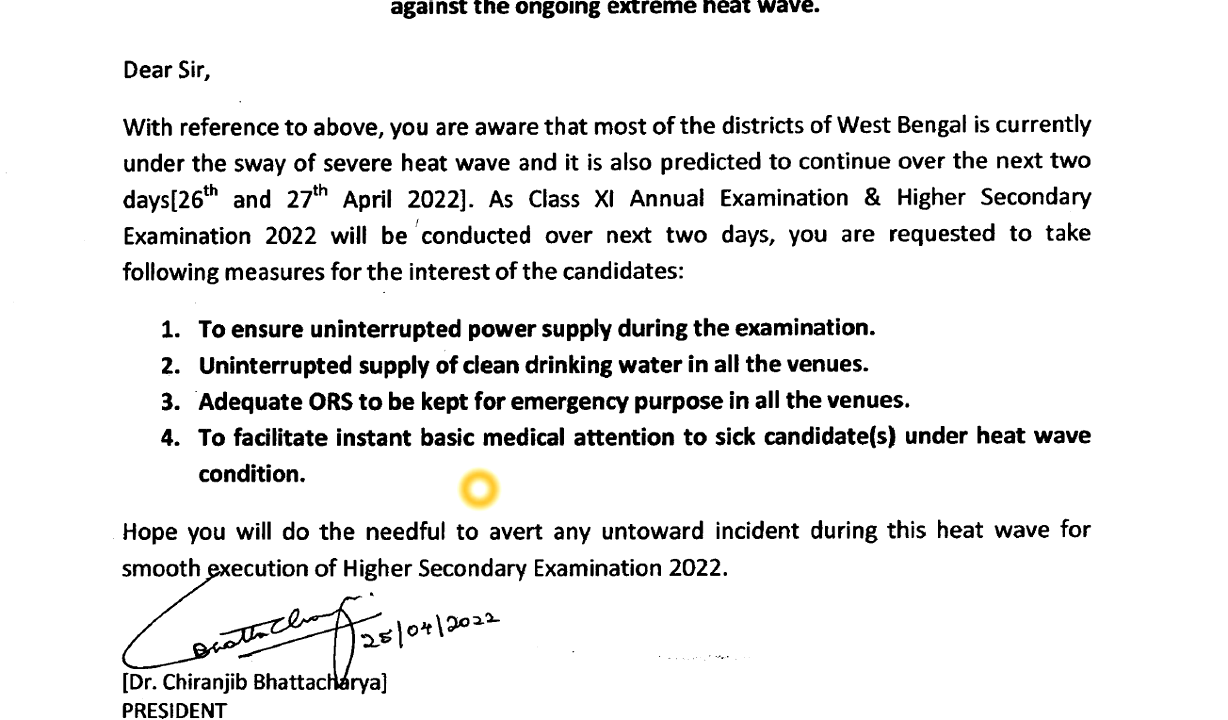 against the ongoing extreme heat wave.
Dear Sir,
With reference to above, you are aware that most of the districts of West Bengal is currently
under the sway of severe heat wave and it is also predicted to continue over the next two
days[26th and 27th April 2022]. As Class XI Annual Examination & Higher Secondary
Examination 2022 will be conducted over next two days, you are requested to take
following measures for the interest of the candidates:
1. To ensure uninterrupted power supply during the examination.
2. Uninterrupted supply of clean drinking water in all the venues.
3. Adequate ORS to be kept for emergency purpose in all the venues.
4. To facilitate instant basic medical attention to sick candidate(s) under heat wave
condition.
Hope you will do the needful to avert any untoward incident during this heat wave for
smooth execution of Higher Secondary Examination 2022.
25/04/2022
[Dr. Chiranjib Bhattacharya]
PRESIDENT